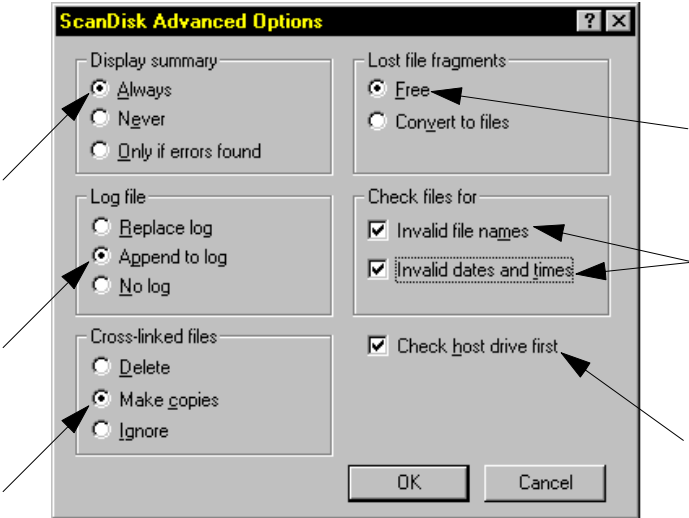 ScanDisk Advanced Options
Display summary
Always
Never
Only if errors found
Lost file fragments
Free
Convert to files
Log file
Replace log
Append to log
No log
Check files for
Invalid file names
Invalid dates and times
Cross-linked files
Delete
Make copies
Ignore
Check host drive first
OK
Cancel